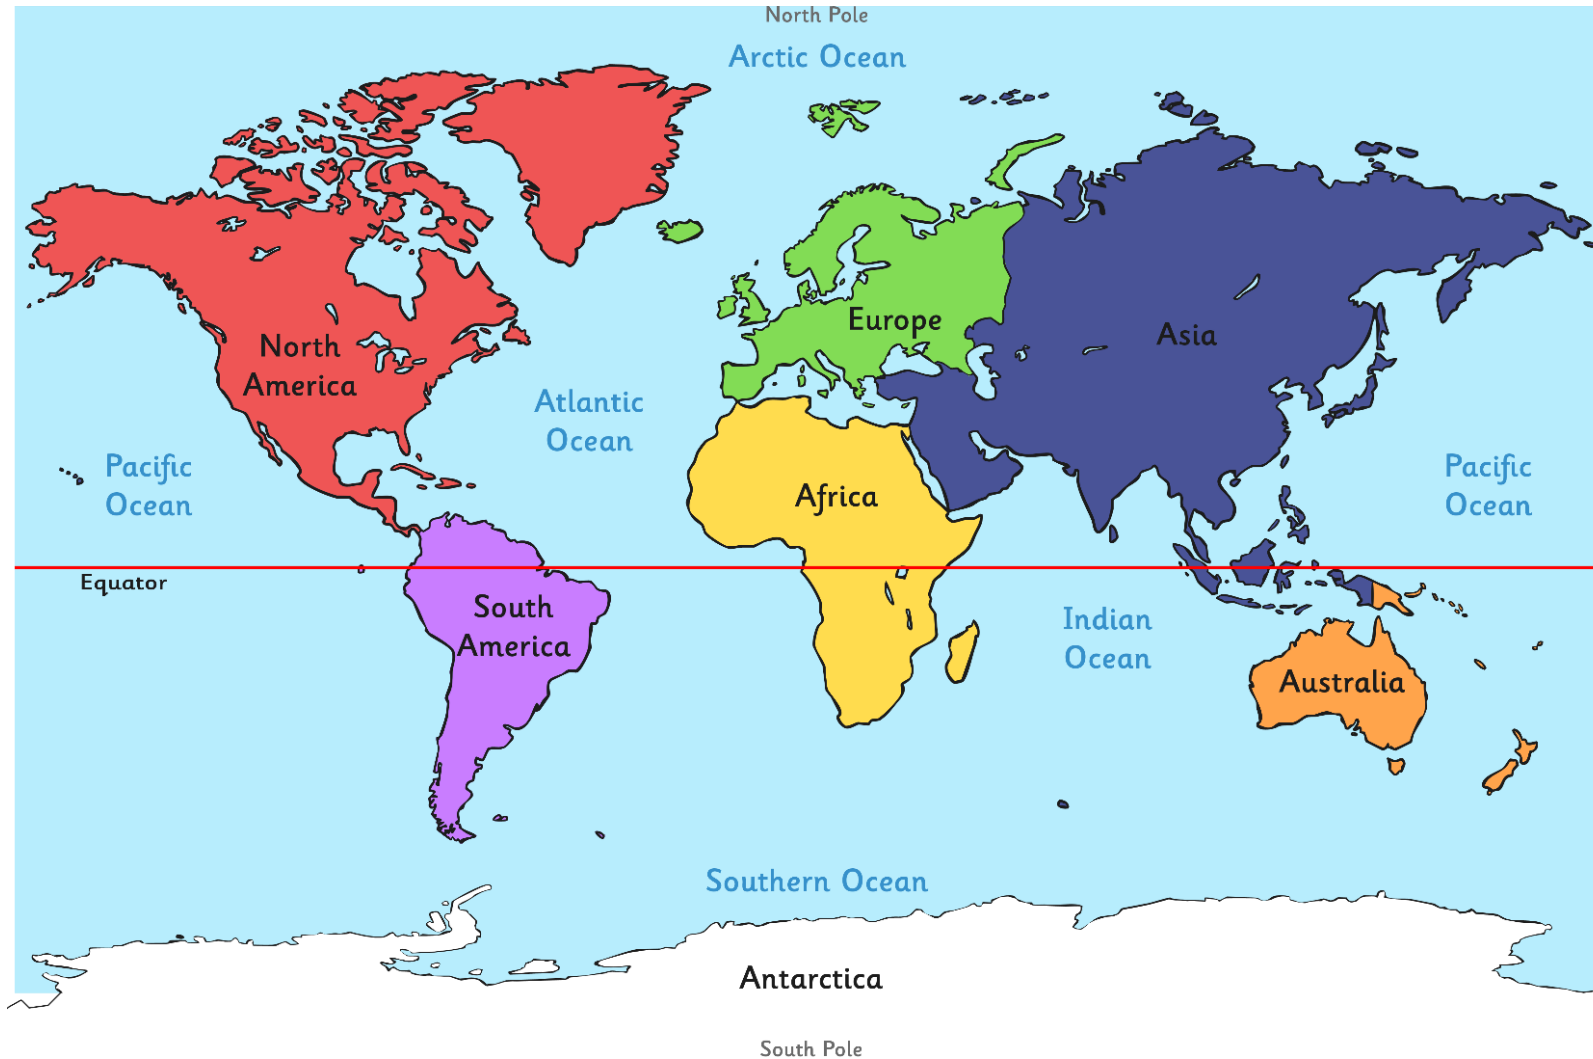 North Pole
Arctic Ocean
North
America
Europe
Asia
Atlantic
Ocean
Pacific
Ocean
Africa
Pacific
Ocean
Equator
South
America
Indian
Ocean
Australia
Southern Ocean
Antarctica
South Pole